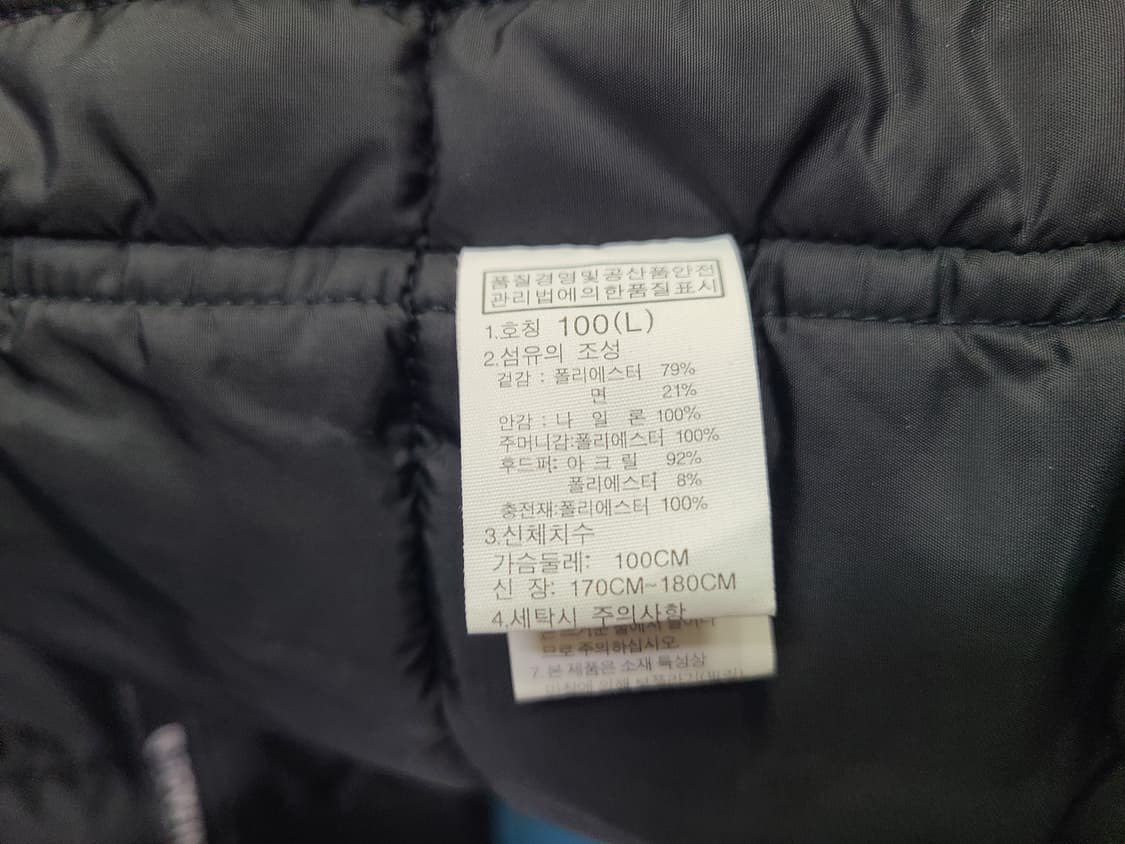 품질경영및공산품안전
관리법에의한품질표시
1.호칭 100(L)
2.섬유의 조성
겉감 : 폴리에스터 79%
면 21%
안감 : 나 일 론 100%
주머니감:폴리에스터 100%
후드퍼: 아 크 릴 92%
폴리에스터 8%
충전재:폴리에스터 100%
3.신체치수
가슴둘레: 100CM
신 장: 170CM~180CM
4.세탁시 주의사항
므로 주의하십시오.
7.본 제품은 소재 특성상